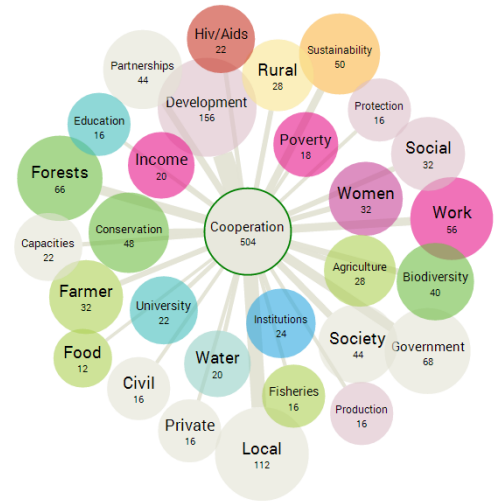 Hiv/Aids
22
Partnerships
44
Rural
28
Sustainability
50
Development
156
Protection
16
Education
16
Poverty
18
Social
32
Income
20
Forests
66
Women
32
Work
56
Conservation
48
Cooperation
504
Capacities
22
Agriculture
28
Biodiversity
40
Farmer
32
University
22
Institutions
24
Society
44
Government
68
Food
12
Water
20
Civil
16
Fisheries
16
Production
16
Private
16
Local
112